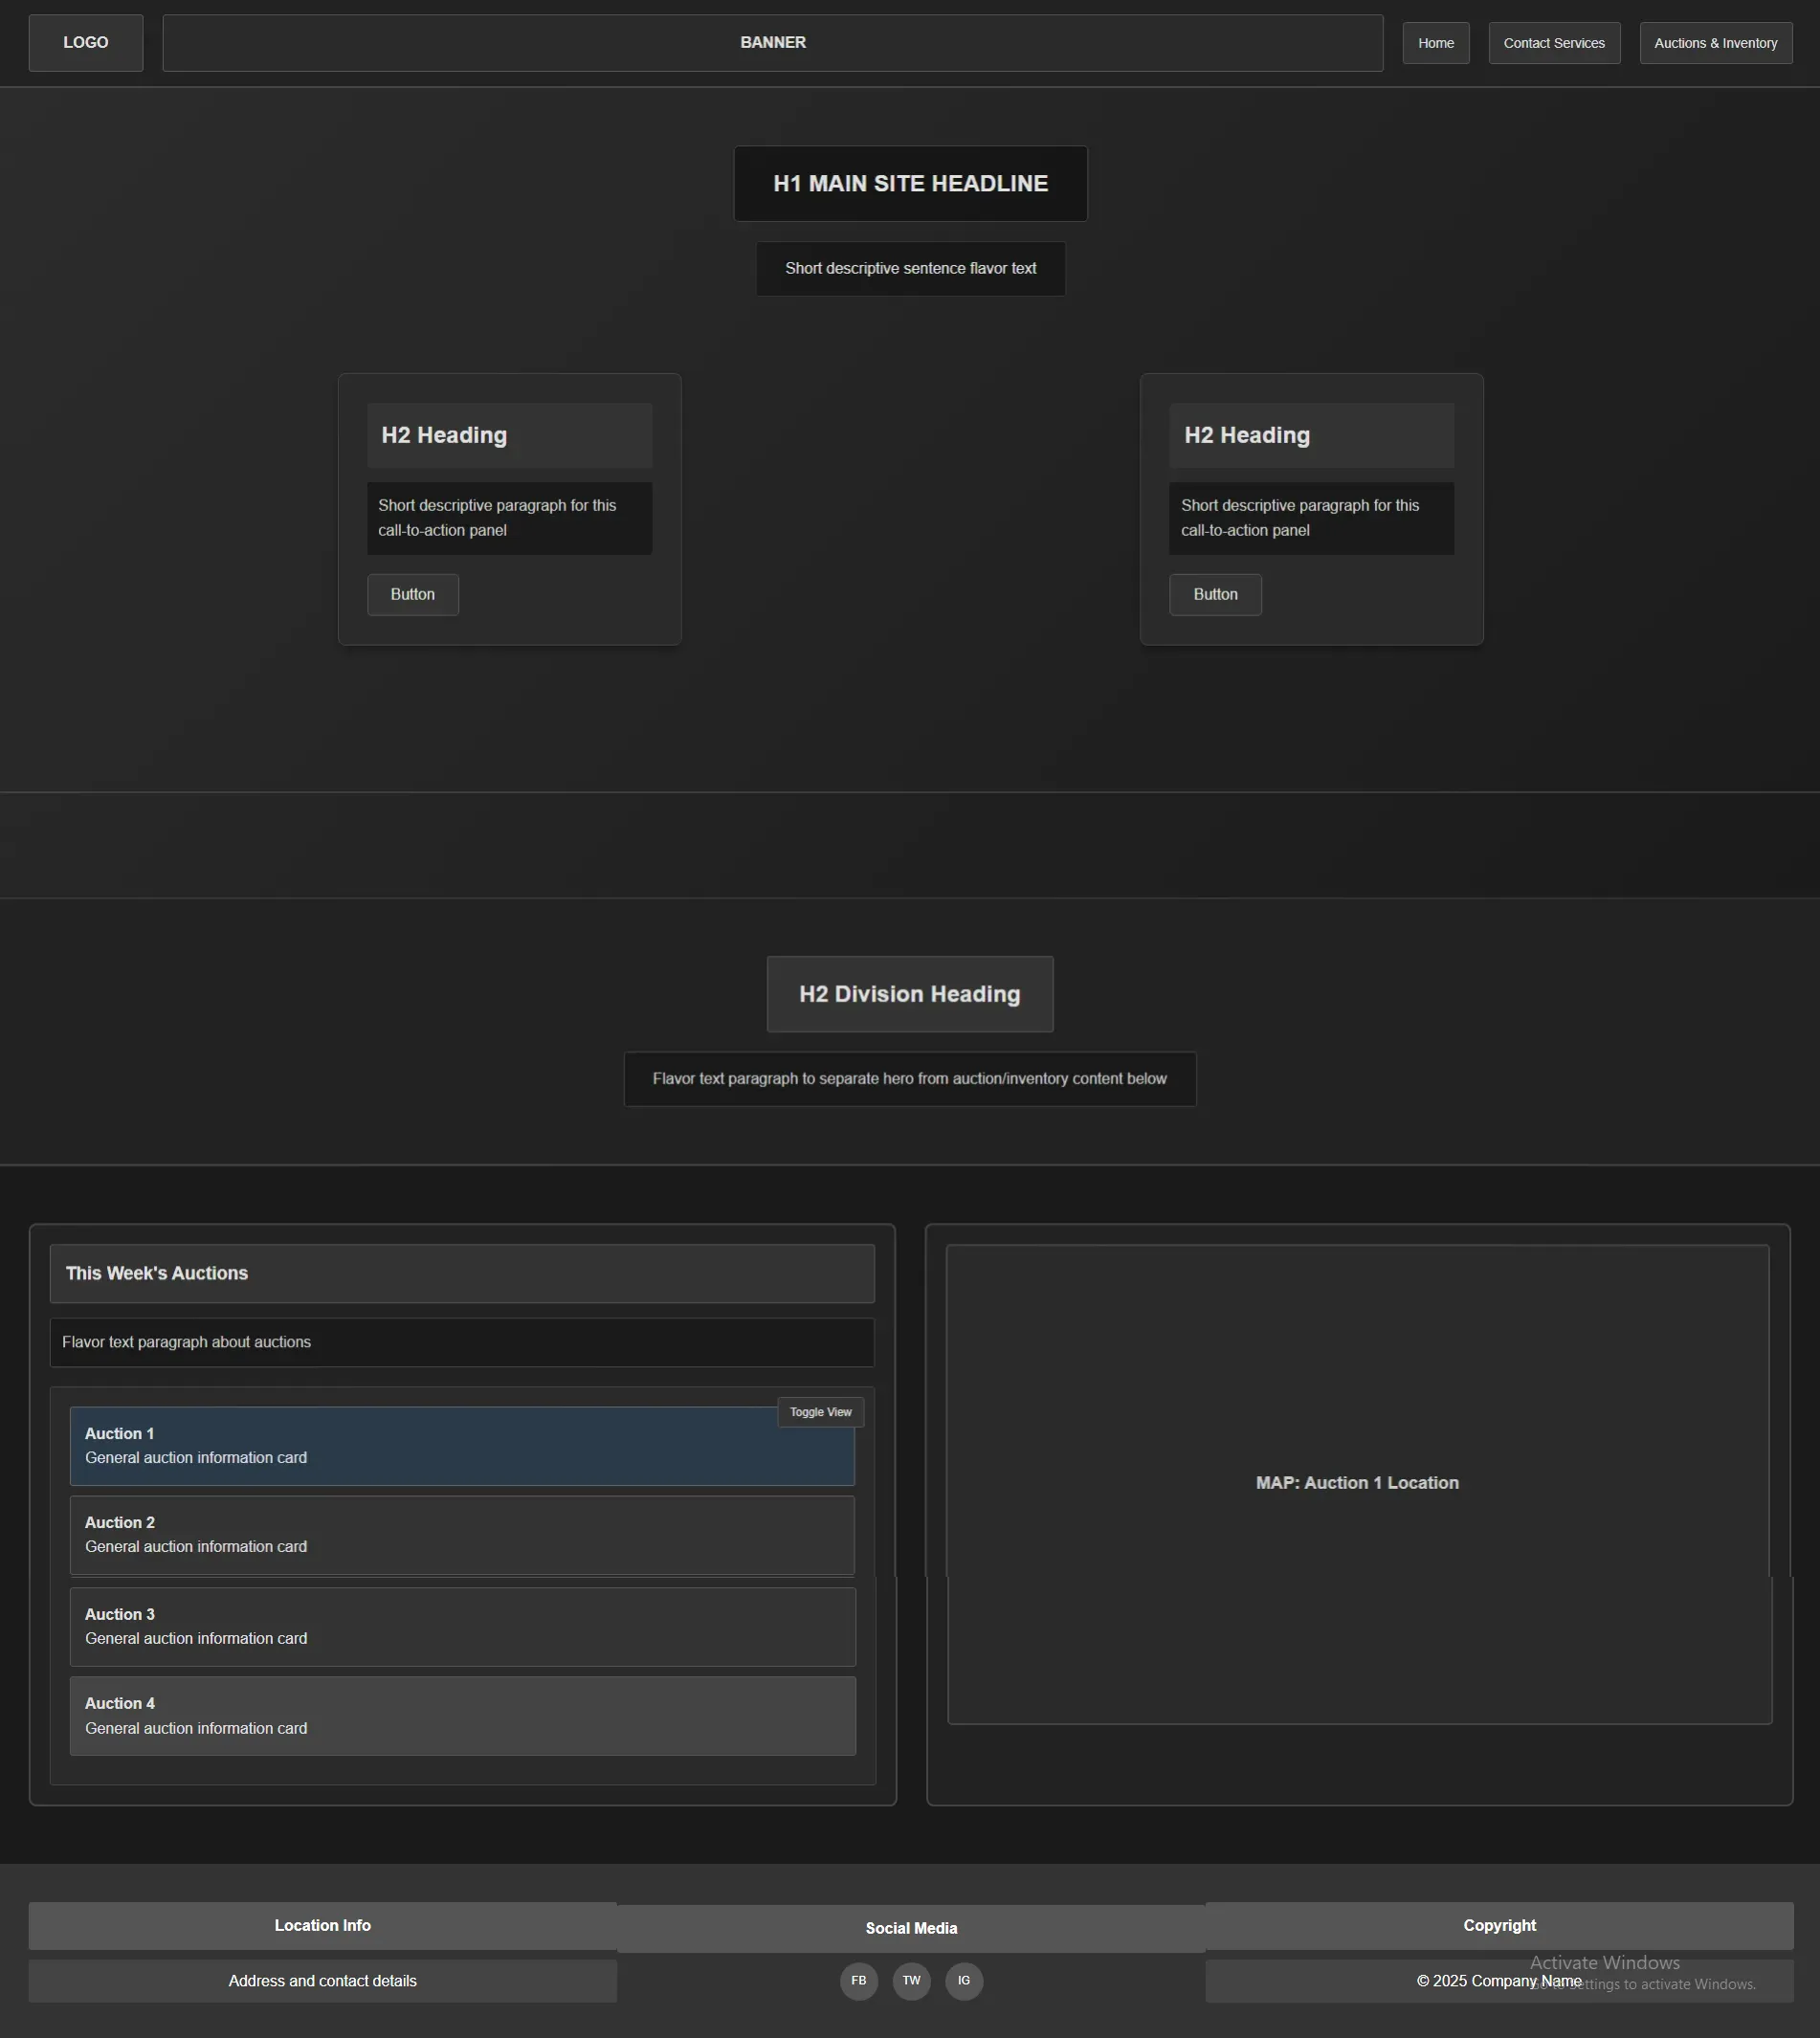 LOGO
BANNER
Home
Contact Services
Auctions & Inventory
H1 MAIN SITE HEADLINE
Short descriptive sentence flavor text
H2 Heading
Short descriptive paragraph for this
call-to-action panel
Button
H2 Heading
Short descriptive paragraph for this
call-to-action panel
Button
H2 Division Heading
Flavor text paragraph to separate hero from auction/inventory content below
This Week's Auctions
Flavor text paragraph about auctions
Toggle View
Auction 1
General auction information card
Auction 2
General auction information card
Auction 3
General auction information card
Auction 4
General auction information card
MAP: Auction 1 Location
Location Info
Address and contact details
Social Media
FB
TW
IG
Copyright
© 2025 Company Name
Activate Windows
Go to Settings to activate Windows.